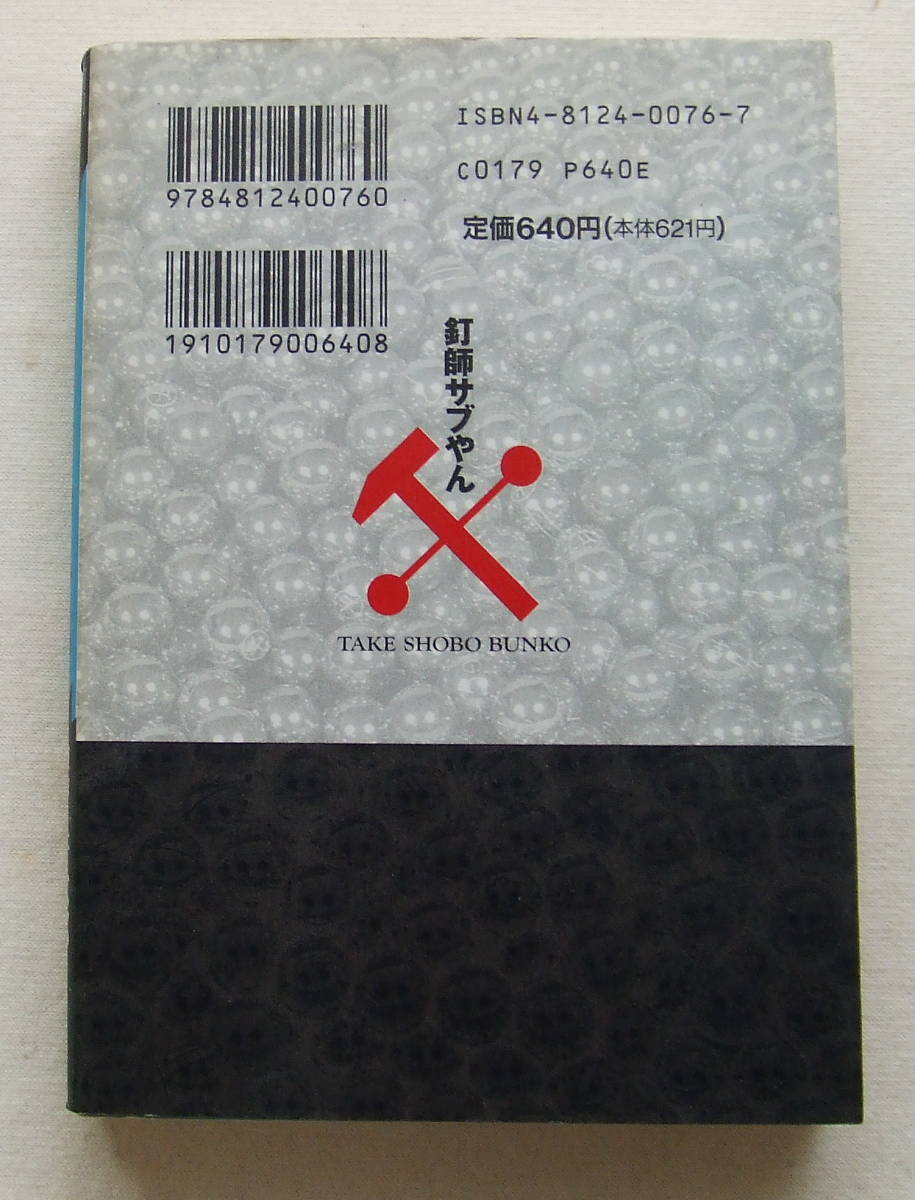 ISBN4-8124-0076-7
C0179 P640E
定価640円(本体621円)
9784812400760
1910179006408
釘師サブやん
TAKE SHOBO BUNKO